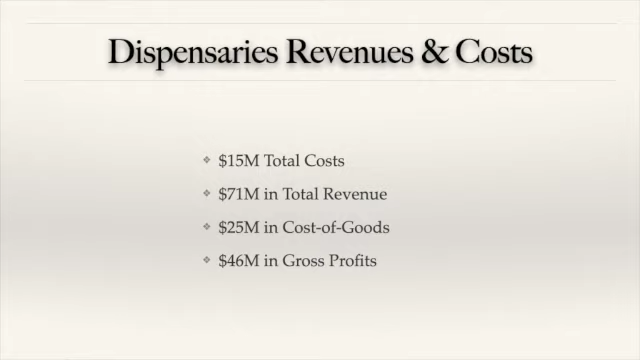 Dispensaries Revenues & Costs
$15M Total Costs
$71M in Total Revenue
$25M in Cost-of-Goods
$46M in Gross Profits